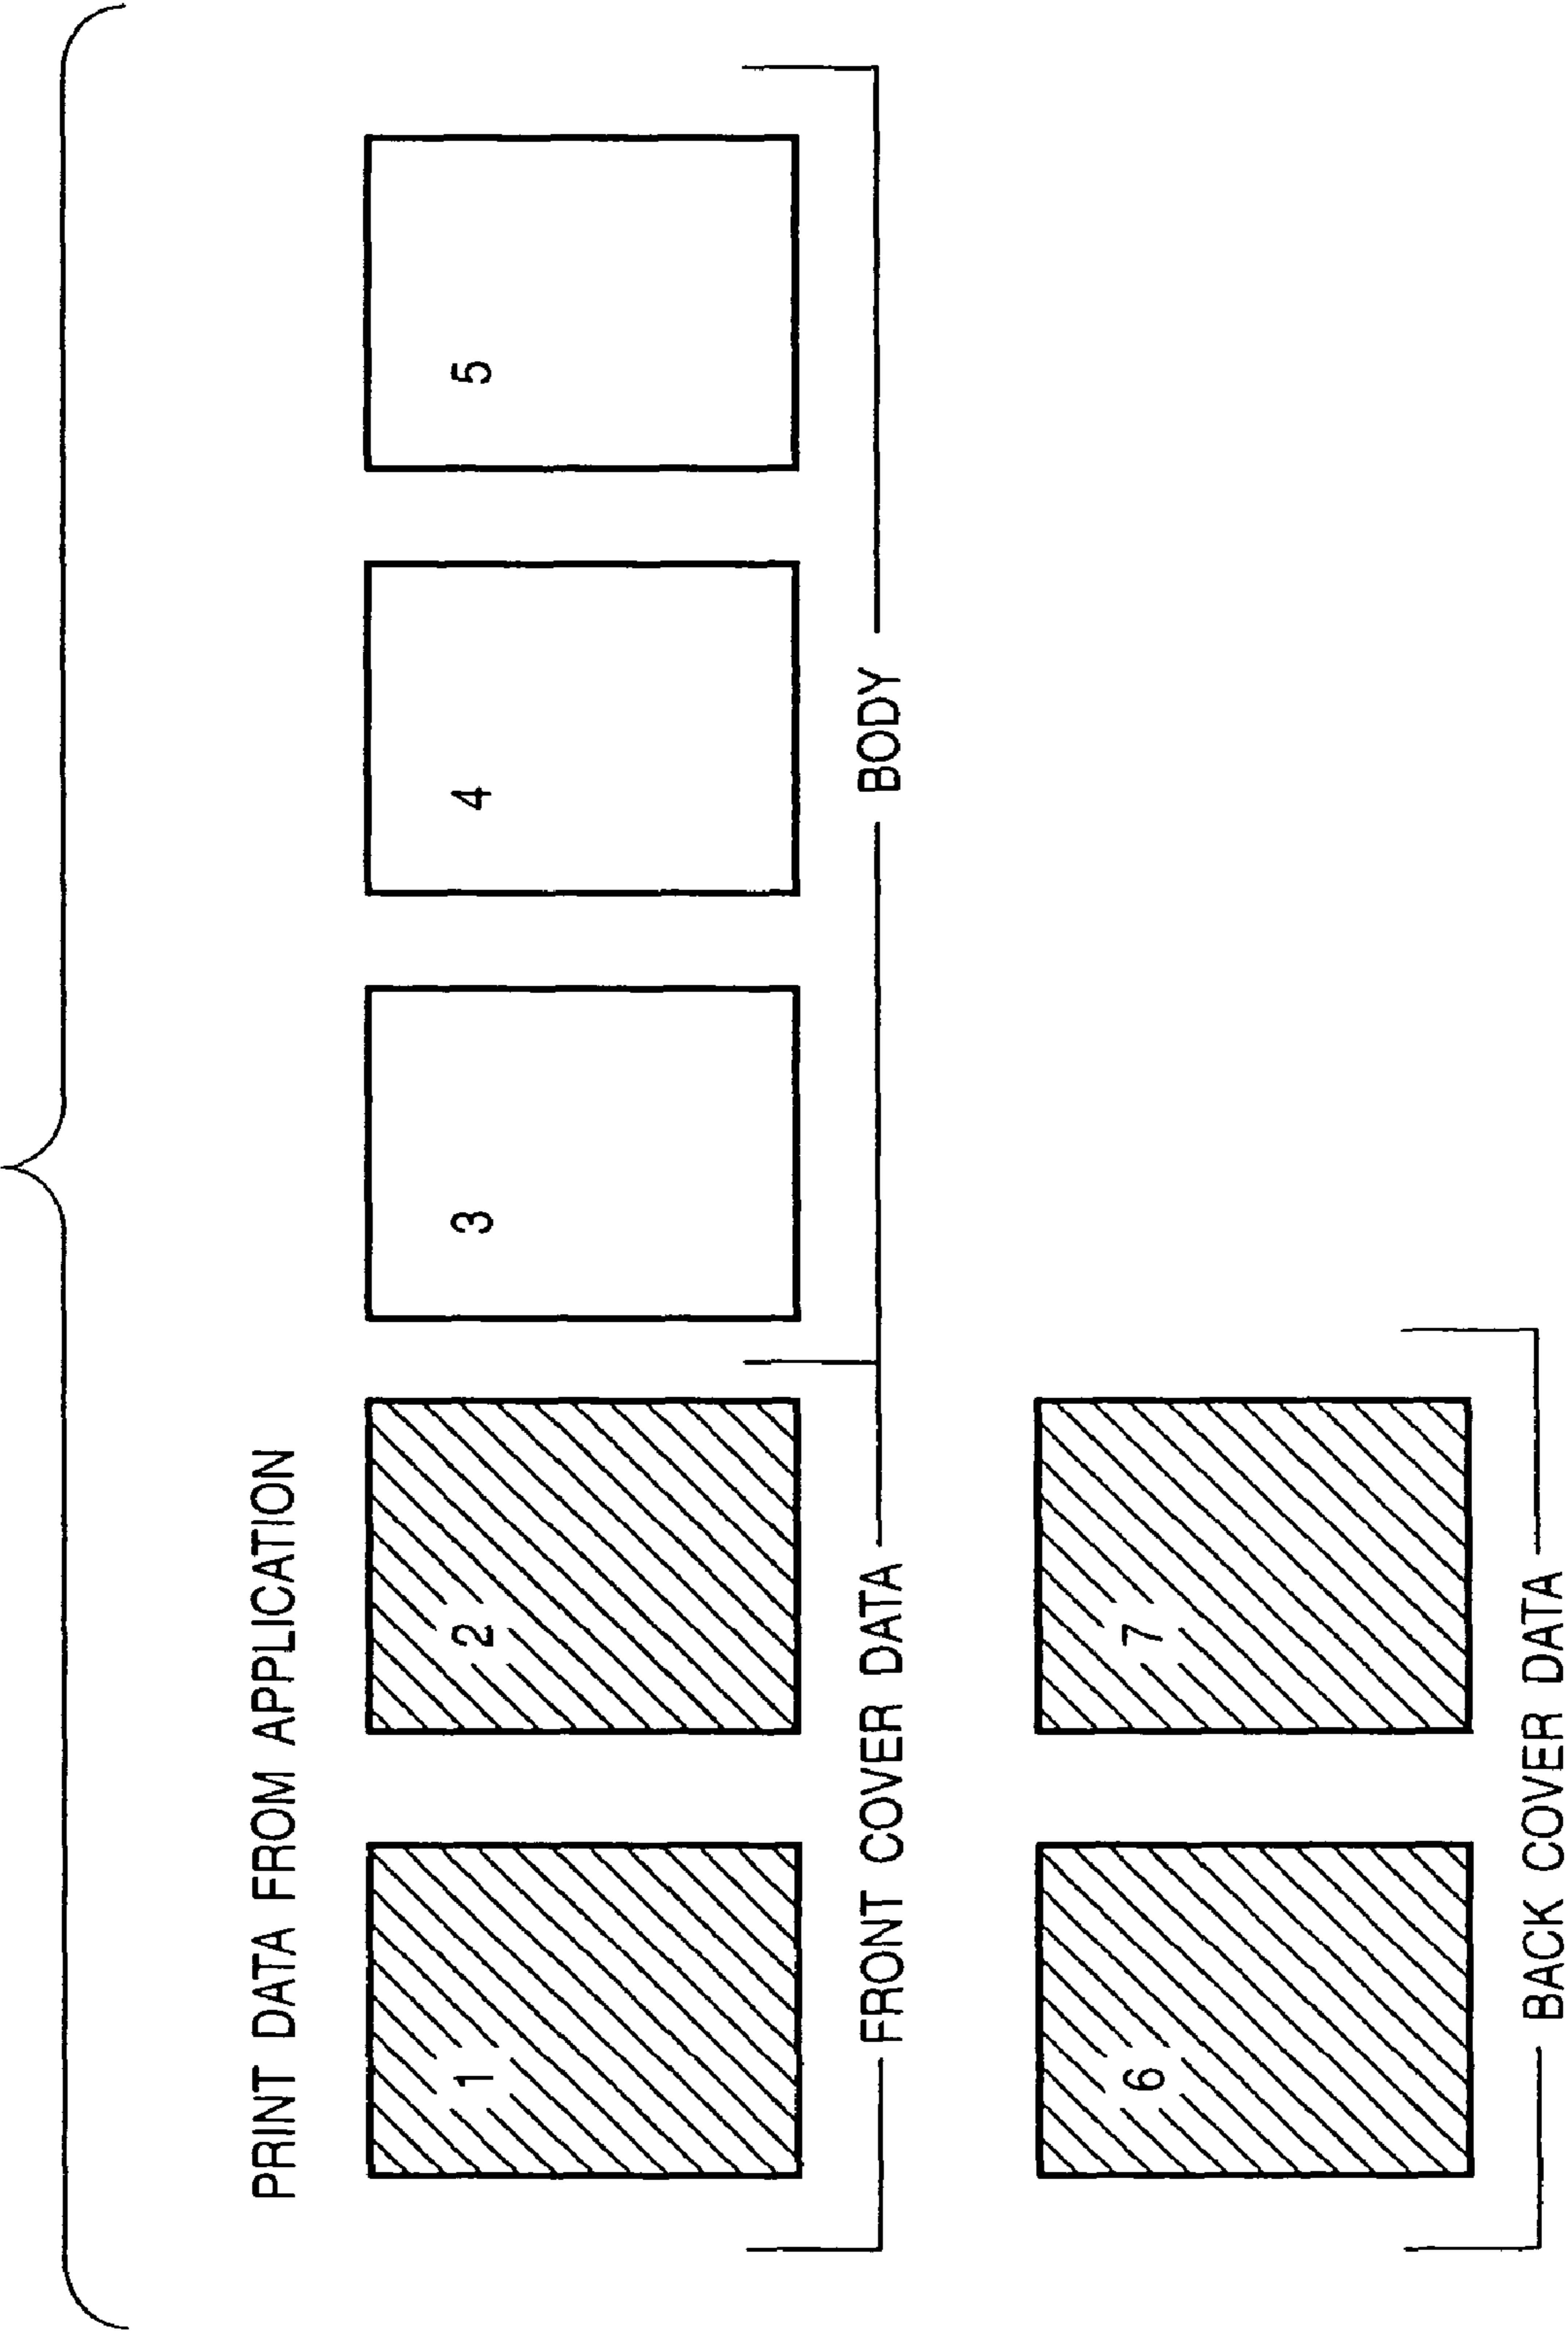 PRINT DATA FROM APPLICATION
1
2
3
4
5
FRONT COVER DATA
BODY
6
7
BACK COVER DATA